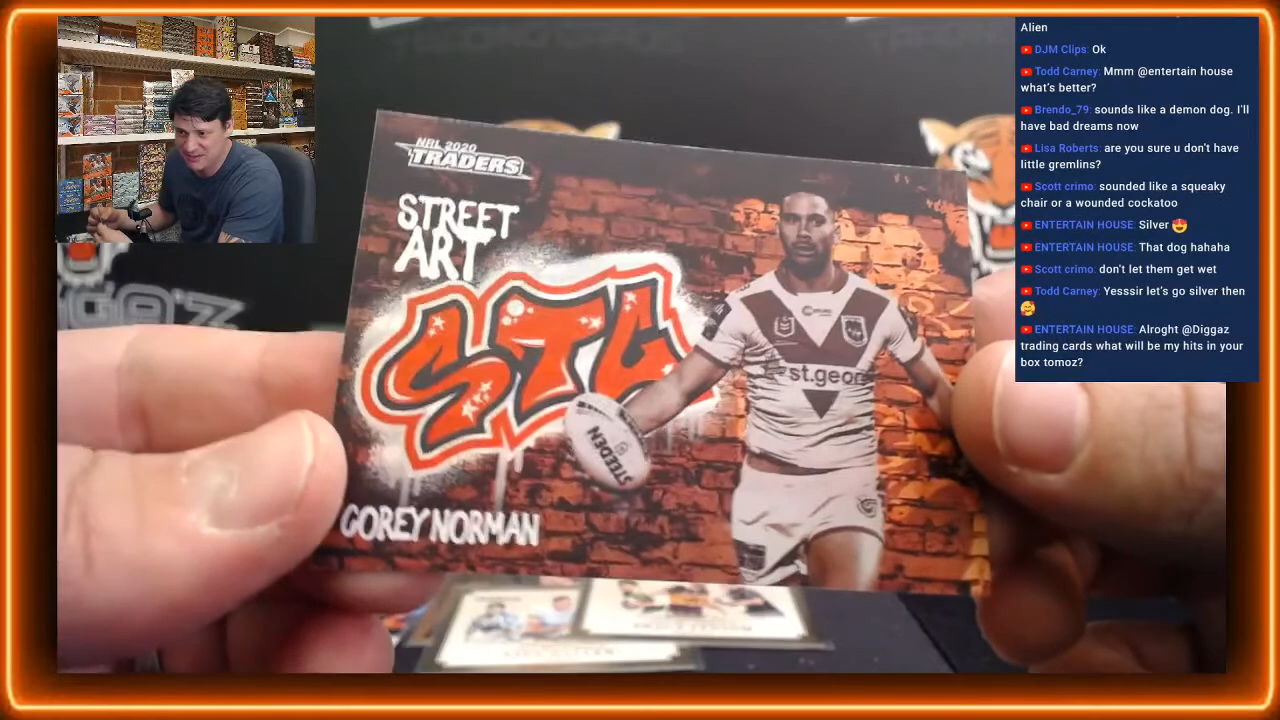 NRL 2020
TRADERS
STREET
ART
STG
COREY NORMAN
STEEDEN
st.geor
Alien
DJM Clips: Ok
Todd Carney: Mmm @entertain house
what's better?
Brendo_79: sounds like a demon dog. I'll
have bad dreams now
Lisa Roberts: are you sure u don't have
little gremlins?
Scott crimo: sounded like a squeaky
chair or a wounded cockatoo
ENTERTAIN HOUSE: Silver 😍
ENTERTAIN HOUSE: That dog hahaha
Scott crimo: don't let them get wet
Todd Carney: Yesssir let's go silver then
🥰
ENTERTAIN HOUSE: Alroght @Diggaz
trading cards what will be my hits in your
box tomoz?